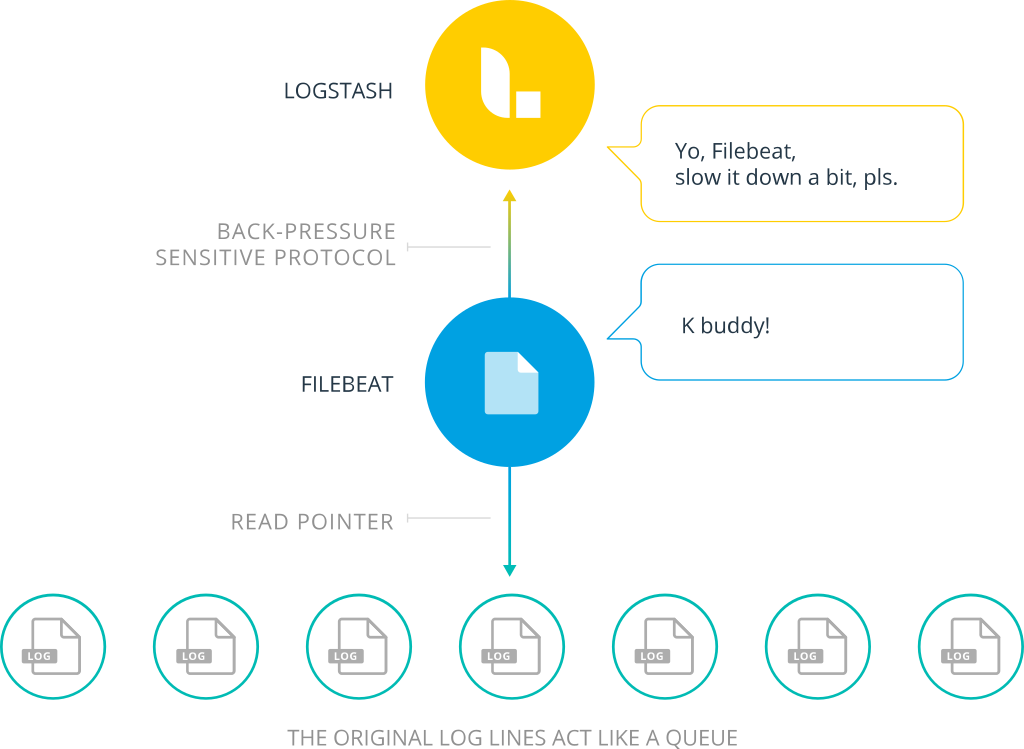 LOGSTASH
Yo, Filebeat,
slow it down a bit, pls.
BACK-PRESSURE
SENSITIVE PROTOCOL
K buddy!
FILEBEAT
READ POINTER
LOG
LOG
LOG
LOG
LOG
LOG
LOG
THE ORIGINAL LOG LINES ACT LIKE A QUEUE